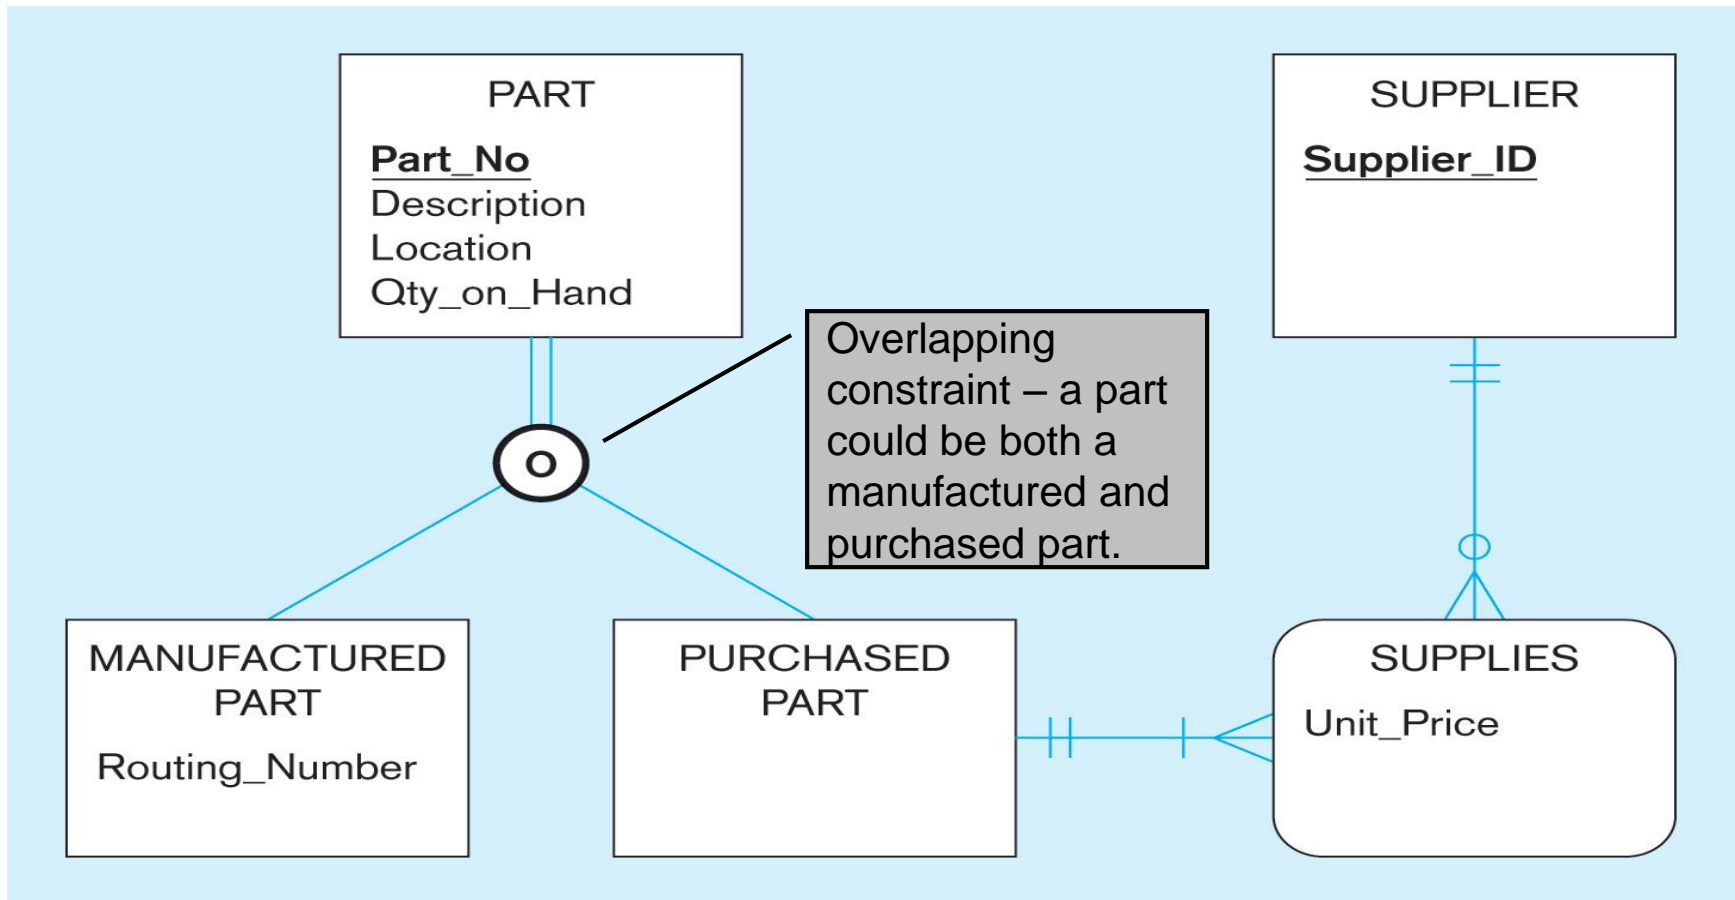 PART
Part_No
Description
Location
Qty_on_Hand
SUPPLIER
Supplier_ID
Overlapping
constraint – a part
could be both a
manufactured and
purchased part.
O
MANUFACTURED
PART
Routing_Number
PURCHASED
PART
SUPPLIES
Unit_Price